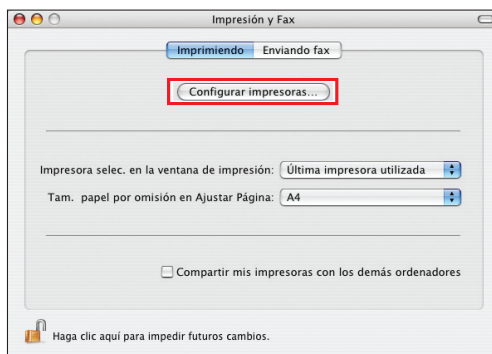 Impresión y Fax
Imprimiendo Enviando fax
Configurar impresoras...
Impresora selec. en la ventana de impresión: Última impresora utilizada
Tam. papel por omisión en Ajustar Página: A4
Compartir mis impresoras con los demás ordenadores
Haga clic aquí para impedir futuros cambios.